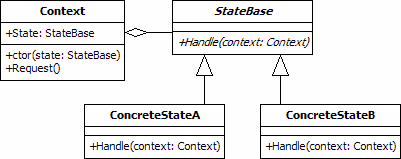 Context
+State: StateBase
+ctor(state: StateBase)
+Request()
StateBase
+Handle(context: Context)
ConcreteStateA
+Handle(context: Context)
ConcreteStateB
+Handle(context: Context)